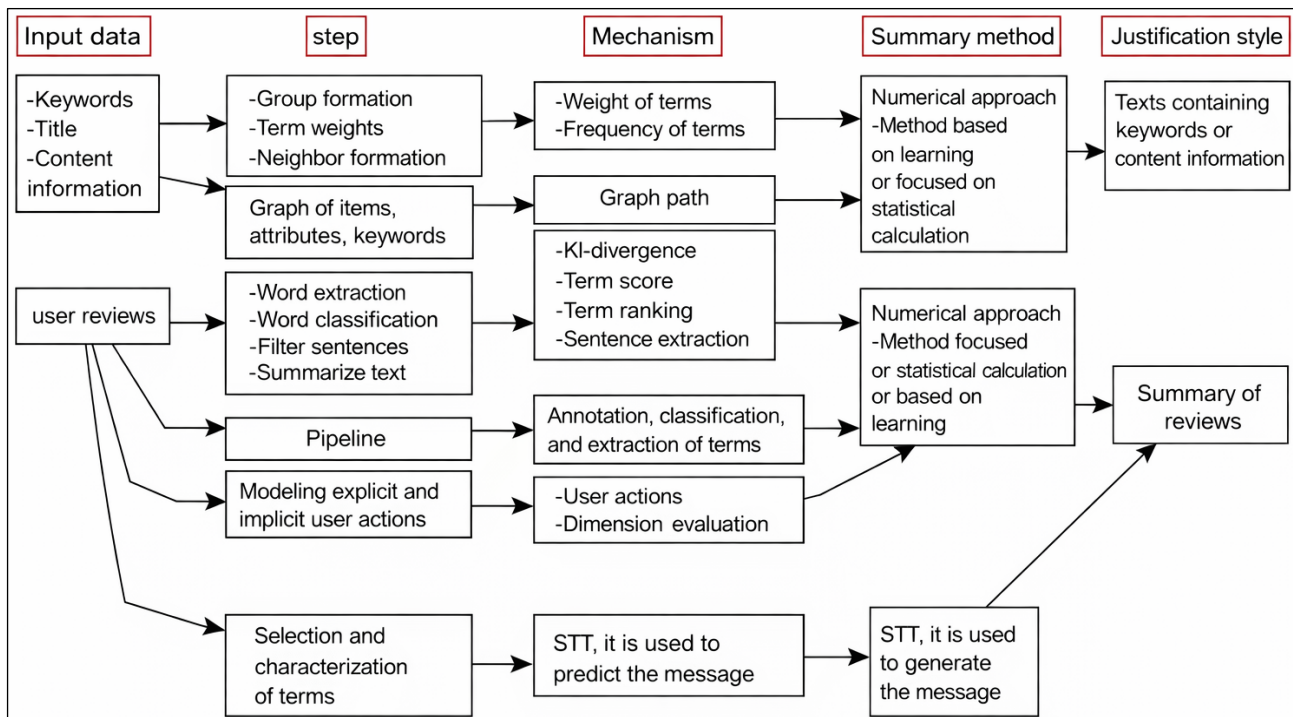 Input data
step
Mechanism
Summary method
Justification style
-Keywords
-Title
-Content
information
-Group formation
-Term weights
-Neighbor formation
-Weight of terms
-Frequency of terms
Numerical approach
-Method based
on learning
or focused on
statistical
calculation
Texts containing
keywords or
content information
Graph of items,
attributes, keywords
Graph path
user reviews
-Word extraction
-Word classification
-Filter sentences
-Summarize text
-KI-divergence
-Term score
-Term ranking
-Sentence extraction
Numerical approach
-Method focused
or statistical calculation
or based on
learning
Summary of
reviews
Pipeline
Annotation, classification,
and extraction of terms
Modeling explicit and
implicit user actions
-User actions
-Dimension evaluation
Selection and
characterization
of terms
STT, it is used to
predict the message
STT, it is used
to generate
the message